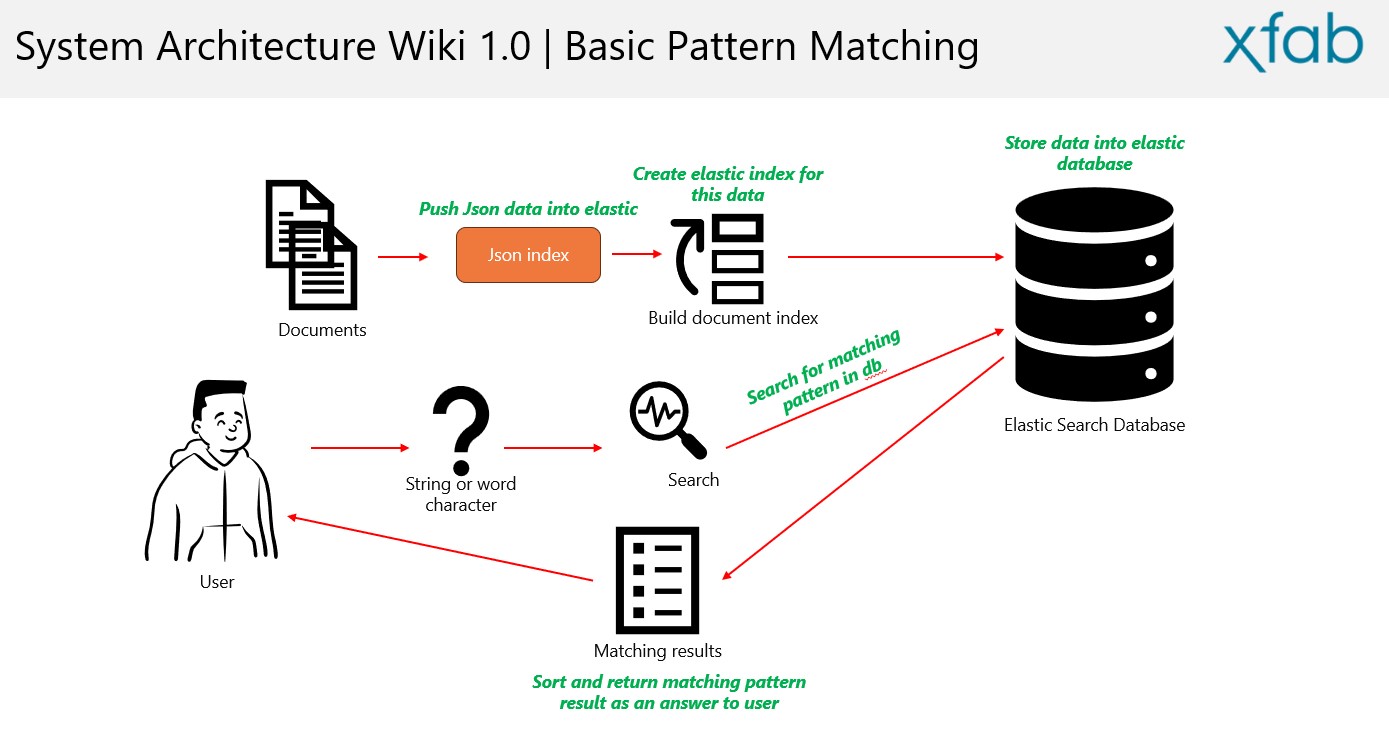 System Architecture Wiki 1.0 | Basic Pattern Matching
xfab
Store data into elastic
database
Create elastic index for
this data
Push Json data into elastic
Json index
Build document index
Documents
Search for matching
pattern in db
Elastic Search Database
String or word
character
Search
User
Matching results
Sort and return matching pattern
result as an answer to user